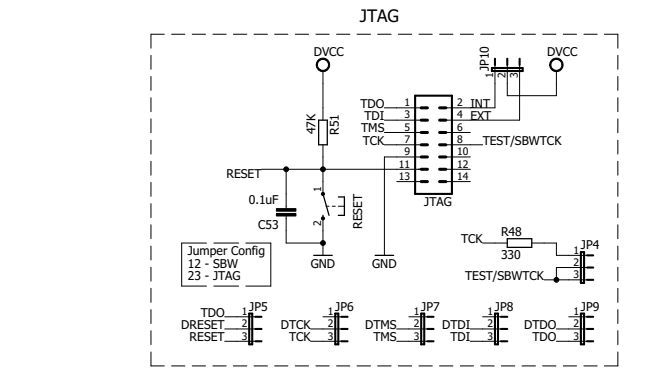 JTAG
DVCC
JP10
DVCC
1 2 3
47K R51
TDO 1 2 INT
TDI 3 4 EXT
TMS 5 6
TCK 7 8 TEST/SBWTCK
9 10
RESET 11 12
13 14
JTAG
0.1uF
C53
1
2
RESET
GND
GND
TCK R48 JP4
330 1
2
TEST/SBWTCK 3
Jumper Config
12 - SBW
23 - JTAG
TDO 1 JP5
DRESET 2
RESET 3
1 JP6
DTCK 2
TCK 3
1 JP7
DTMS 2
TMS 3
1 JP8
DTDI 2
TDI 3
1 JP9
DTDO 2
TDO 3